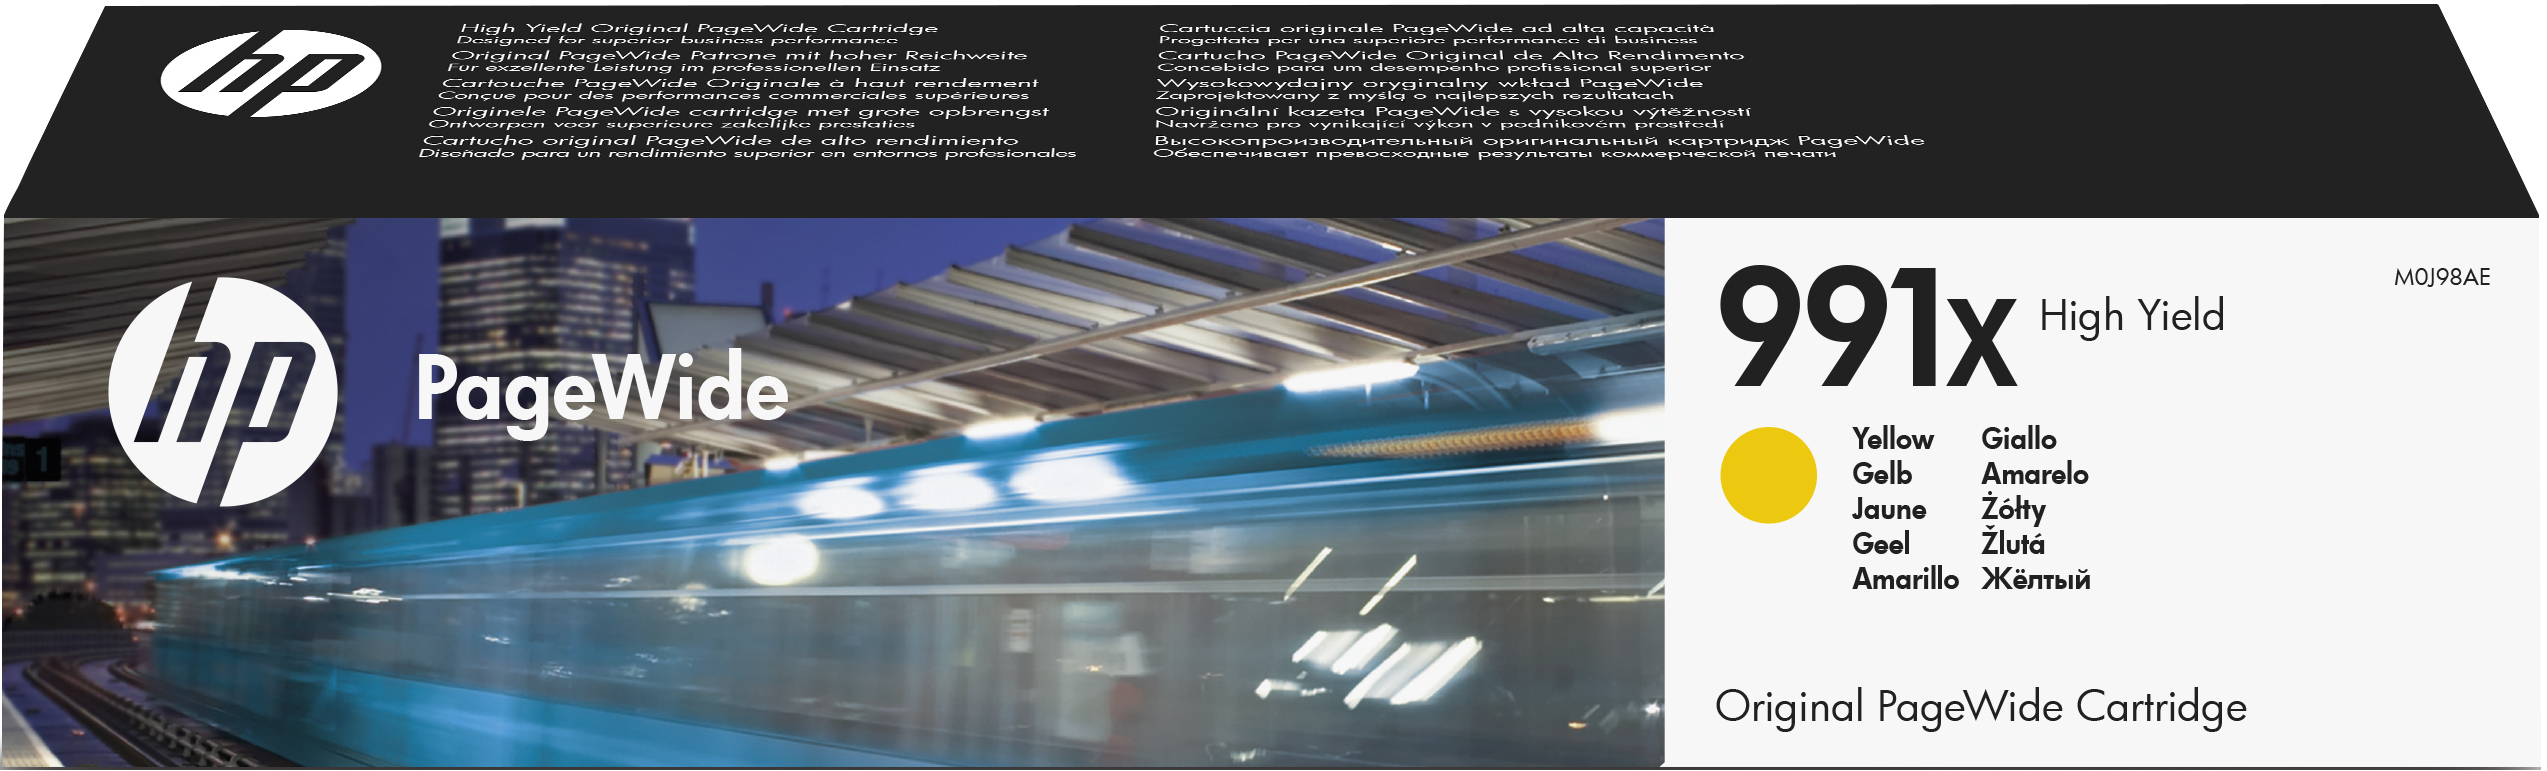 hp
High Yield Original PageWide Cartridge
Designed for superior business performance
Original PageWide Patrone mit hoher Reichweite
Für exzellente Leistung im professionellen Einsatz
Cartouche PageWide Originale à haut rendement
Conçue pour des performances commerciales supérieures
Originele PageWide cartridge met grote opbrengst
Ontworpen voor superieure zakelijke prestaties
Cartucho original PageWide de alto rendimiento
Diseñado para un rendimiento superior en entornos profesionales
Cartuccia originale PageWide ad alta capacità
Progettata per una superiore performance di business
Cartucho PageWide Original de Alto Rendimento
Concebido para um desempenho profissional superior
Wysokowydajny oryginalny wkład PageWide
Zaprojektowany z myślą o najlepszych rezultatach
Originální kazeta PageWide s vysokou výtěžností
Navrženo pro vynikající výkon v podnikovém prostředí
Высокопроизводительный оригинальный картридж PageWide
Обеспечивает превосходные результаты коммерческой печати
hp PageWide
1
991x High Yield
M0J98AE
Yellow
Gelb
Jaune
Geel
Amarillo
Giallo
Amarelo
Żółty
Žlutá
Жёлтый
Original PageWide Cartridge